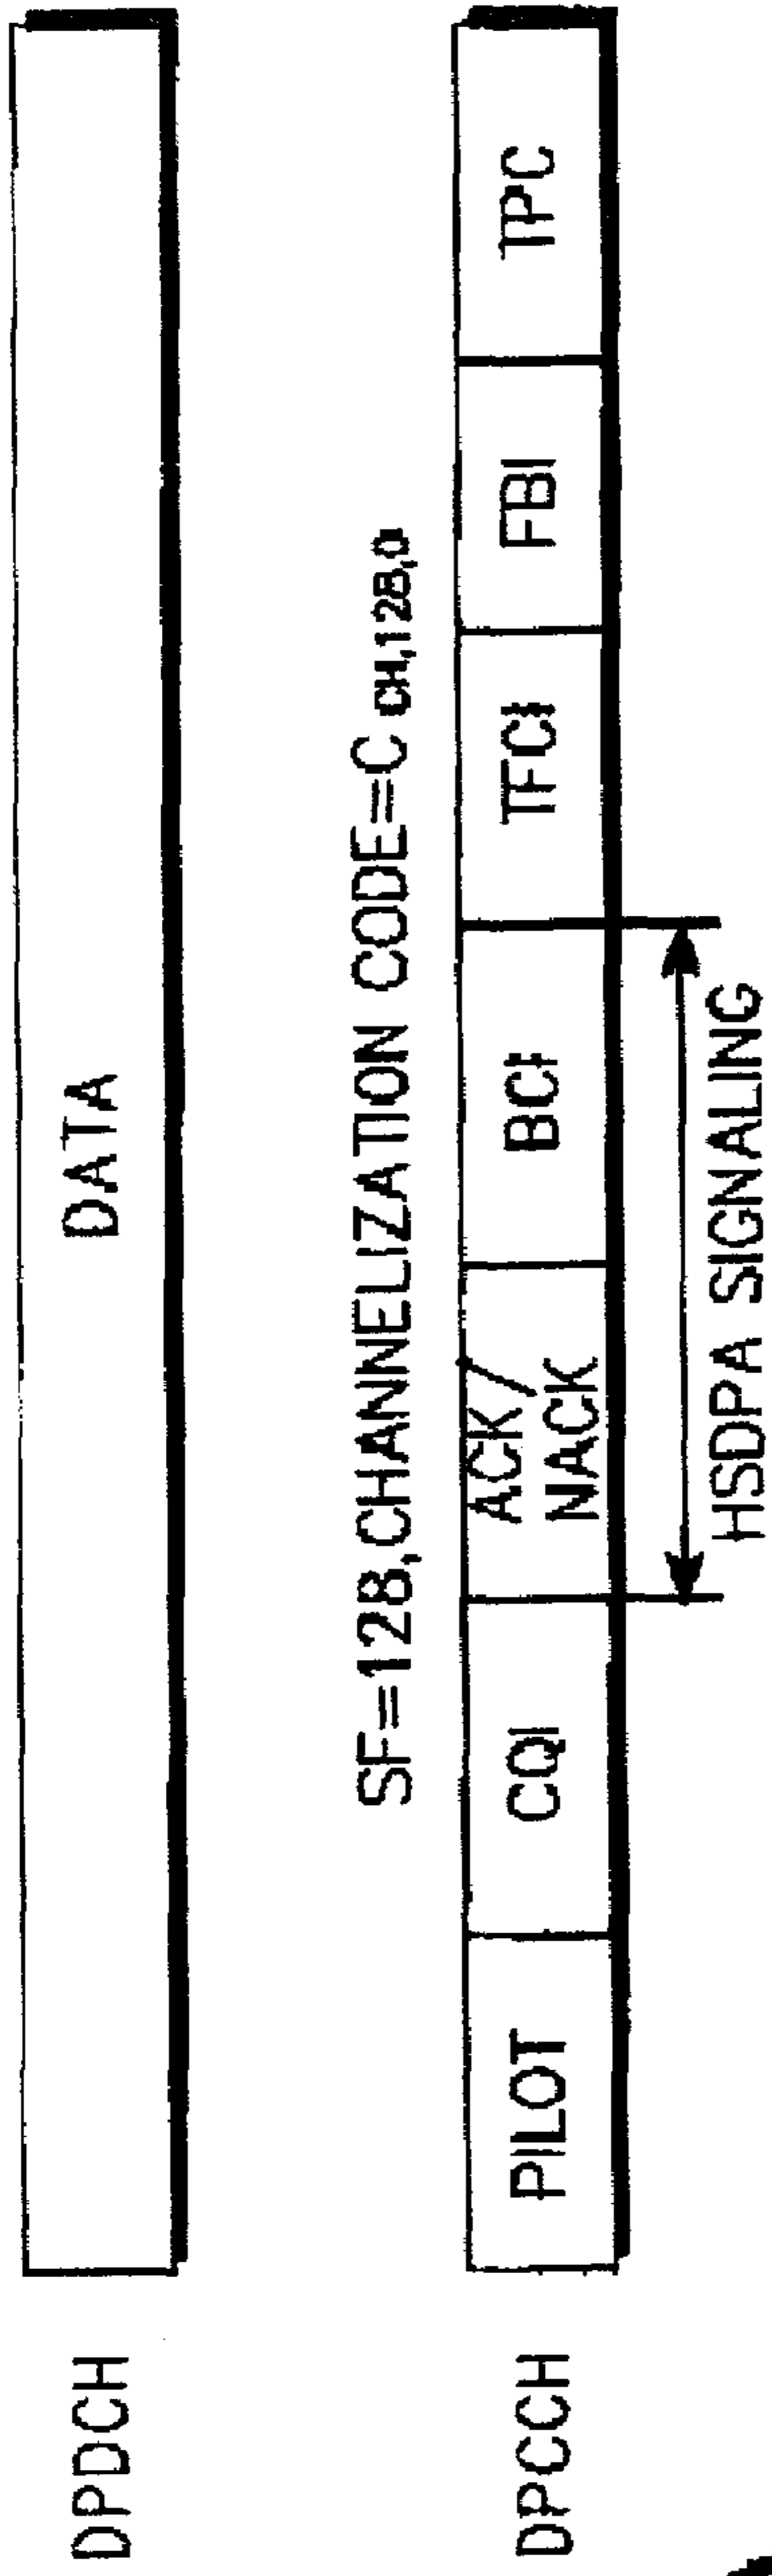 DPDCH
DATA
SF=128,CHANNELIZATION CODE=C CH,128,0
DPCCH
PILOT
CQI
ACK/
NACK
BCI
TFCI
FBI
TPC
HSDPA SIGNALING